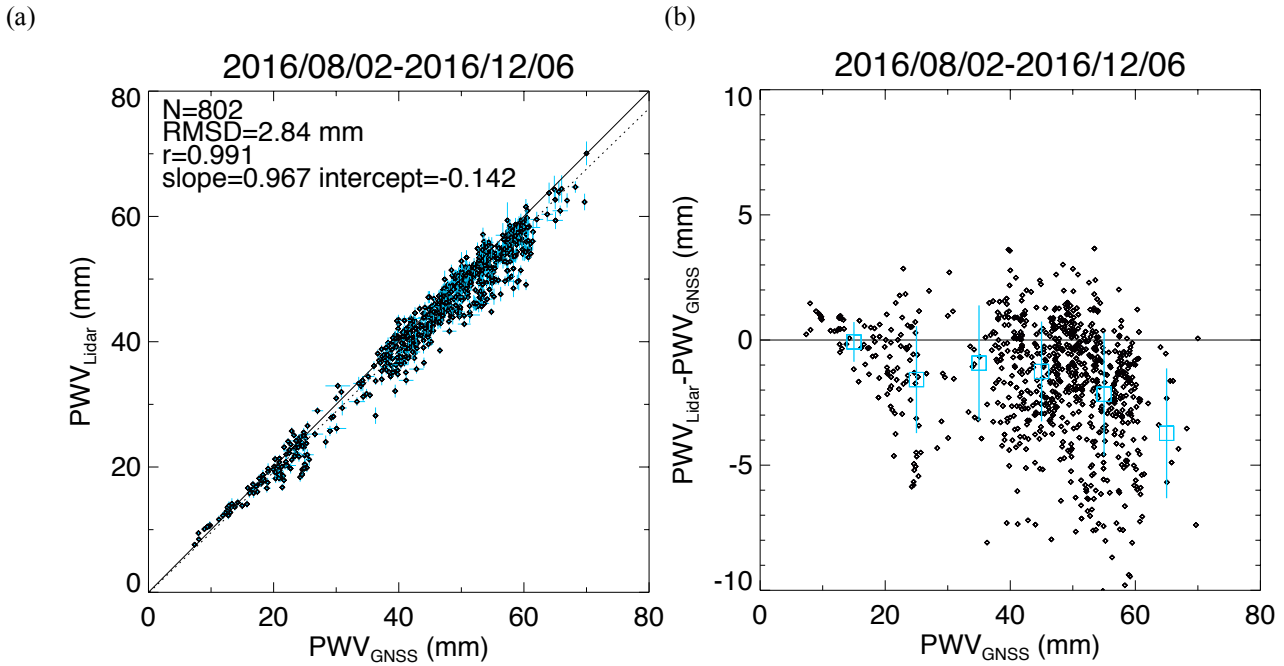 (a)
2016/08/02-2016/12/06
N=802
RMSD=2.84 mm
r=0.991
slope=0.967 intercept=-0.142
80
60
40
20
0
PWV_Lidar (mm)
0 20 40 60 80
PWV_GNSS (mm)
(b)
2016/08/02-2016/12/06
10
5
0
-5
-10
PWV_Lidar-PWV_GNSS (mm)
0 20 40 60 80
PWV_GNSS (mm)